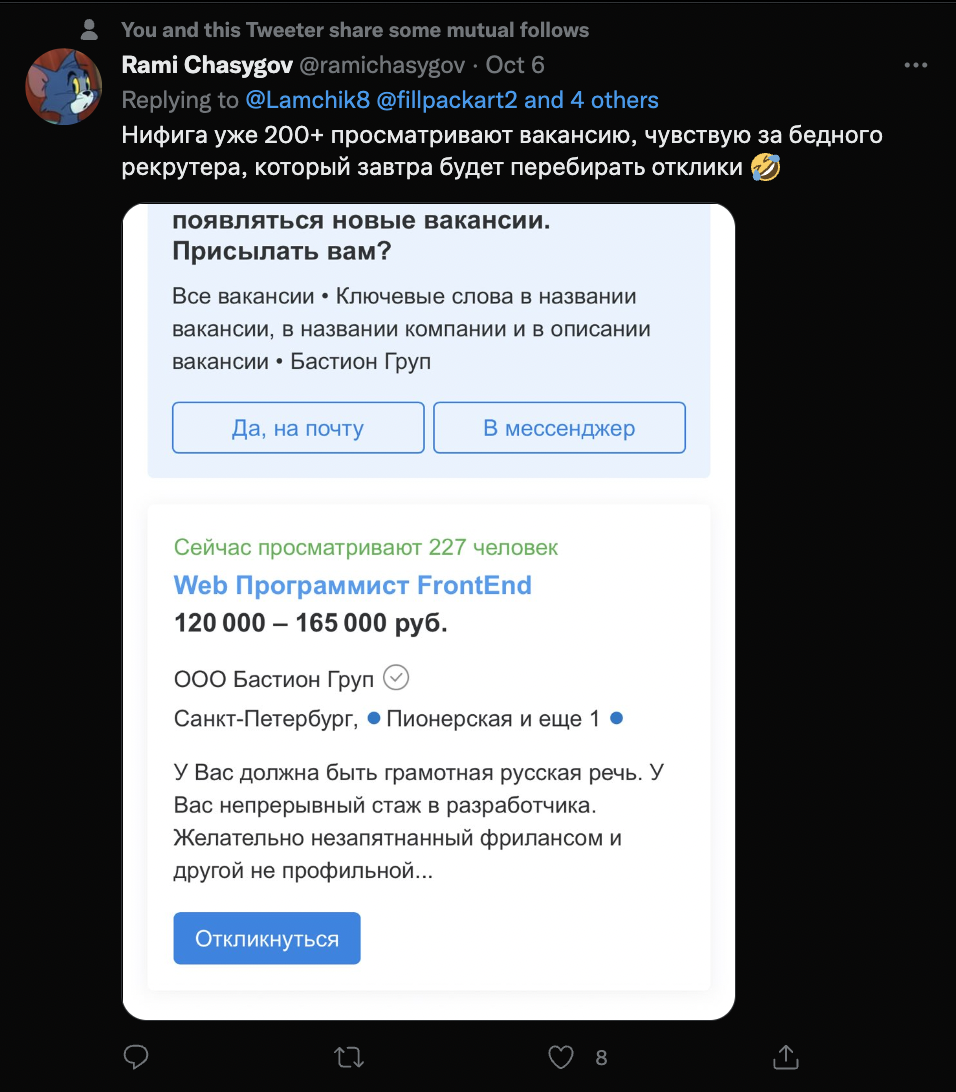 You and this Tweeter share some mutual follows
Rami Chasygov @ramichasygov · Oct 6
Replying to @Lamchik8 @fillpackart2 and 4 others
Нифига уже 200+ просматривают вакансию, чувствую за бедного
рекрутера, который завтра будет перебирать отклики 🤣
появляться новые вакансии.
Присылать вам?
Все вакансии • Ключевые слова в названии
вакансии, в названии компании и в описании
вакансии • Бастион Груп
Да, на почту
В мессенджер
Сейчас просматривают 227 человек
Web Программист FrontEnd
120 000 – 165 000 руб.
ООО Бастион Груп
Санкт-Петербург, ● Пионерская и еще 1 ●
У Вас должна быть грамотная русская речь. У
Вас непрерывный стаж в разработчика.
Желательно незапятнанный фрилансом и
другой не профильной...
Откликнуться
8